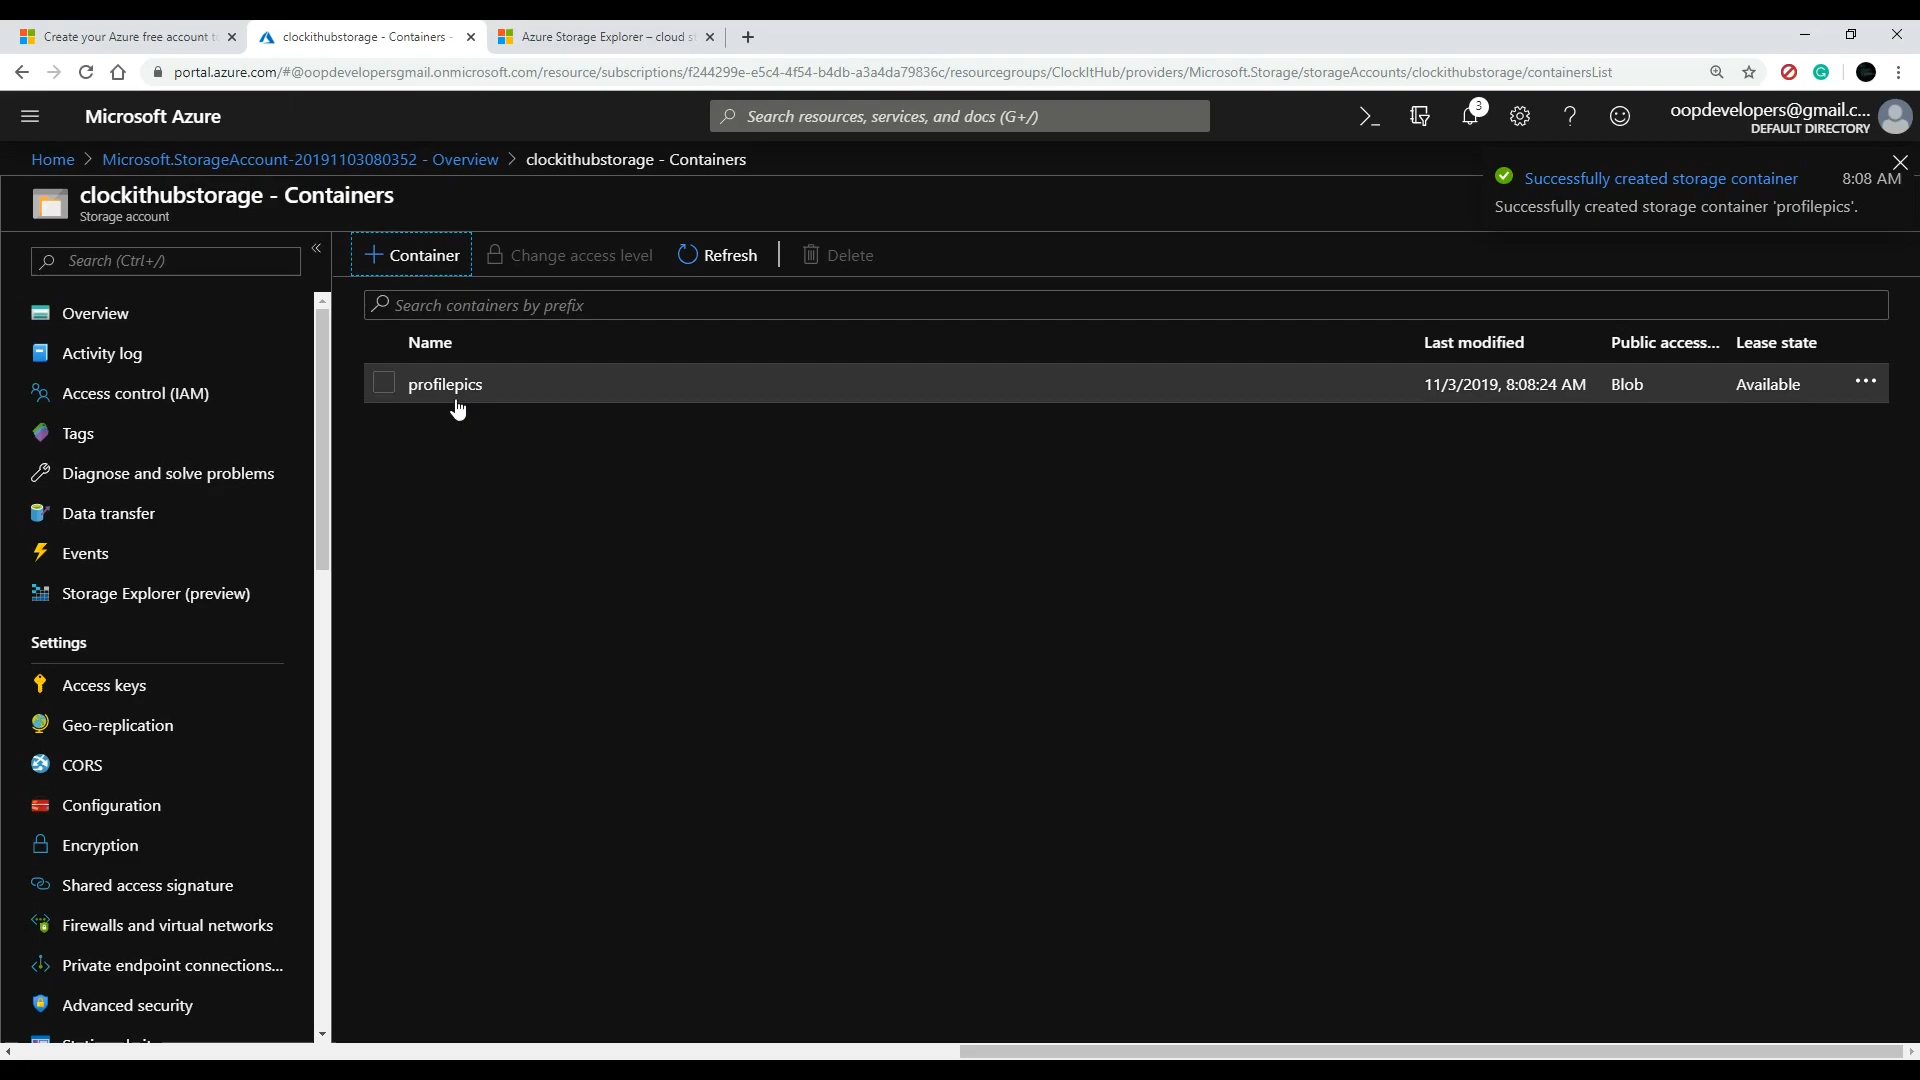 Create your Azure free account t
clockithubstorage - Containers -
Azure Storage Explorer – cloud s
portal.azure.com/#@oopdevelopersgmail.onmicrosoft.com/resource/subscriptions/f244299e-e5c4-4f54-b4db-a3a4da79836c/resourcegroups/ClockItHub/providers/Microsoft.Storage/storageAccounts/clockithubstorage/containersList
Microsoft Azure
Search resources, services, and docs (G+/)
3
oopdevelopers@gmail.c...
DEFAULT DIRECTORY
Home > Microsoft.StorageAccount-20191103080352 - Overview > clockithubstorage - Containers
Successfully created storage container 8:08 AM
Successfully created storage container 'profilepics'.
clockithubstorage - Containers
Storage account
Search (Ctrl+/)
Container
Change access level
Refresh
Delete
Search containers by prefix
Name Last modified Public access... Lease state
profilepics 11/3/2019, 8:08:24 AM Blob Available
Overview
Activity log
Access control (IAM)
Tags
Diagnose and solve problems
Data transfer
Events
Storage Explorer (preview)
Settings
Access keys
Geo-replication
CORS
Configuration
Encryption
Shared access signature
Firewalls and virtual networks
Private endpoint connections...
Advanced security